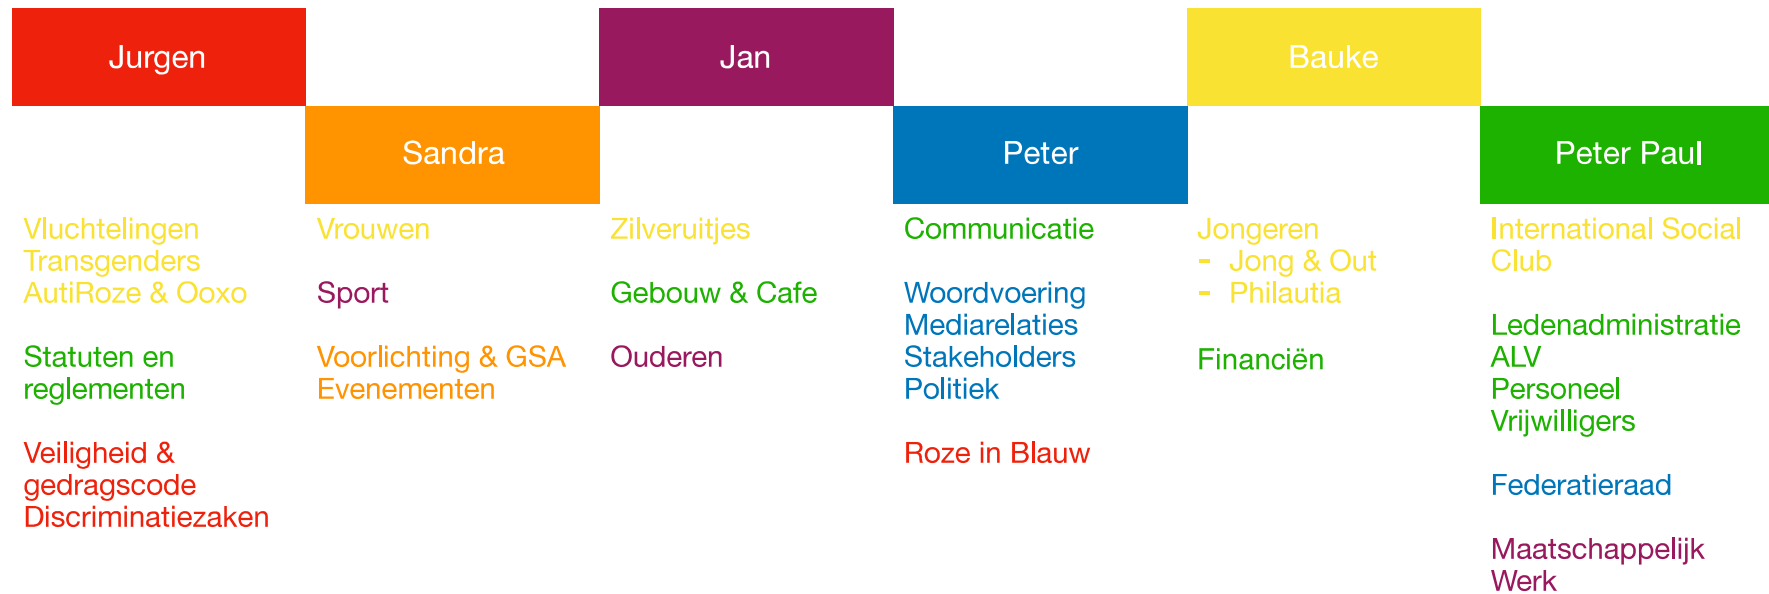 Jurgen
Jan
Bauke
Sandra
Peter
Peter Paul
Vluchtelingen
Transgenders
AutiRoze & Ooxo
Statuten en
reglementen
Veiligheid &
gedragscode
Discriminatiezaken
Vrouwen
Sport
Voorlichting & GSA
Evenementen
Zilveruitjes
Gebouw & Cafe
Ouderen
Communicatie
Woordvoering
Mediarelaties
Stakeholders
Politiek
Roze in Blauw
Jongeren
- Jong & Out
- Philautia
Financiën
International Social
Club
Ledenadministratie
ALV
Personeel
Vrijwilligers
Federatieraad
Maatschappelijk
Werk